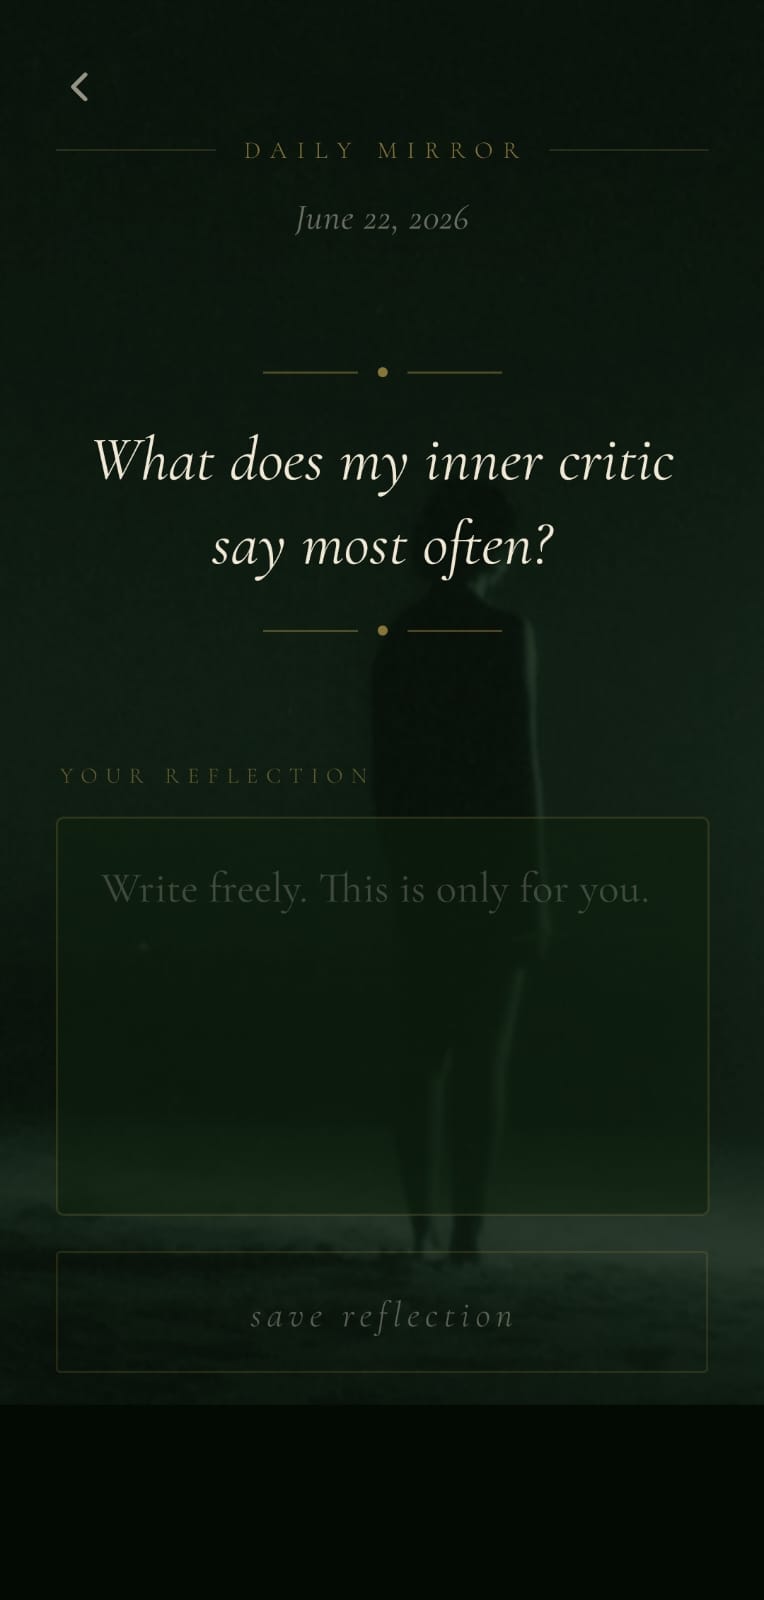 DAILY MIRROR
June 22, 2026
What does my inner critic
say most often?
YOUR REFLECTION
Write freely. This is only for you.
save reflection